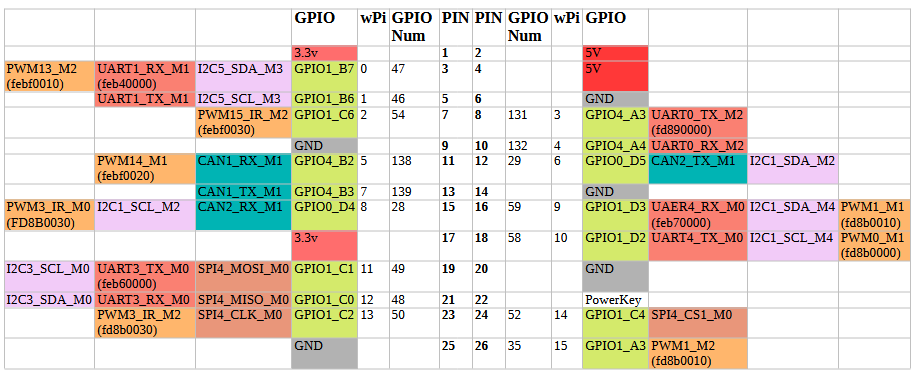 GPIO wPi GPIO Num PIN PIN GPIO Num wPi GPIO
3.3v 1 2 5V
PWM13_M2 (febf0010) UART1_RX_M1 (feb40000) I2C5_SDA_M3 GPIO1_B7 0 47 3 4 5V
UART1_TX_M1 I2C5_SCL_M3 GPIO1_B6 1 46 5 6 GND
PWM15_IR_M2 (febf0030) GPIO1_C6 2 54 7 8 131 3 GPIO4_A3 UART0_TX_M2 (fd890000)
GND 9 10 132 4 GPIO4_A4 UART0_RX_M2
PWM14_M1 (febf0020) CAN1_RX_M1 GPIO4_B2 5 138 11 12 29 6 GPIO0_D5 CAN2_TX_M1 I2C1_SDA_M2
CAN1_TX_M1 GPIO4_B3 7 139 13 14 GND
PWM3_IR_M0 (FD8B0030) I2C1_SCL_M2 CAN2_RX_M1 GPIO0_D4 8 28 15 16 59 9 GPIO1_D3 UAER4_RX_M0 (feb70000) I2C1_SDA_M4 PWM1_M1 (fd8b0010)
3.3v 17 18 58 10 GPIO1_D2 UART4_TX_M0 I2C1_SCL_M4 PWM0_M1 (fd8b0000)
I2C3_SCL_M0 UART3_TX_M0 (feb60000) SPI4_MOSI_M0 GPIO1_C1 11 49 19 20 GND
I2C3_SDA_M0 UART3_RX_M0 SPI4_MISO_M0 GPIO1_C0 12 48 21 22 PowerKey
PWM3_IR_M2 (fd8b0030) SPI4_CLK_M0 GPIO1_C2 13 50 23 24 52 14 GPIO1_C4 SPI4_CS1_M0
GND 25 26 35 15 GPIO1_A3 PWM1_M2 (fd8b0010)